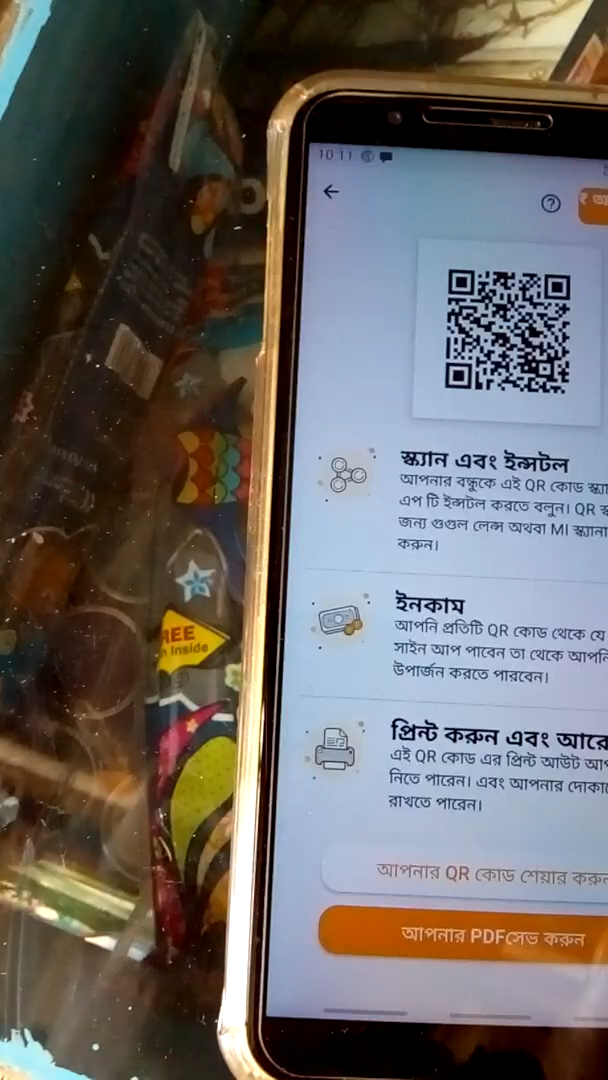 10 11
?
₹
স্ক্যান এবং ইন্সটল
আপনার বন্ধুকে এই QR কোড
এপ টি ইন্সটল করতে বলুন। QR
জন্য গুগুল লেন্স অথবা MI স্ক্যানা
করুন।
ইনকাম
আপনি প্রতিটি QR কোড থেকে যে
সাইন আপ পাবেন তা থেকে আপনি
উপার্জন করতে পারবেন।
প্রিন্ট করুন এবং আরে
এই QR কোড এর প্রিন্ট আউট আপ
নিতে পারেন। এবং আপনার দোকা
রাখতে পারেন।
আপনার QR কোড শেয়ার করুন
আপনার PDFসেভ করুন
REE
Inside